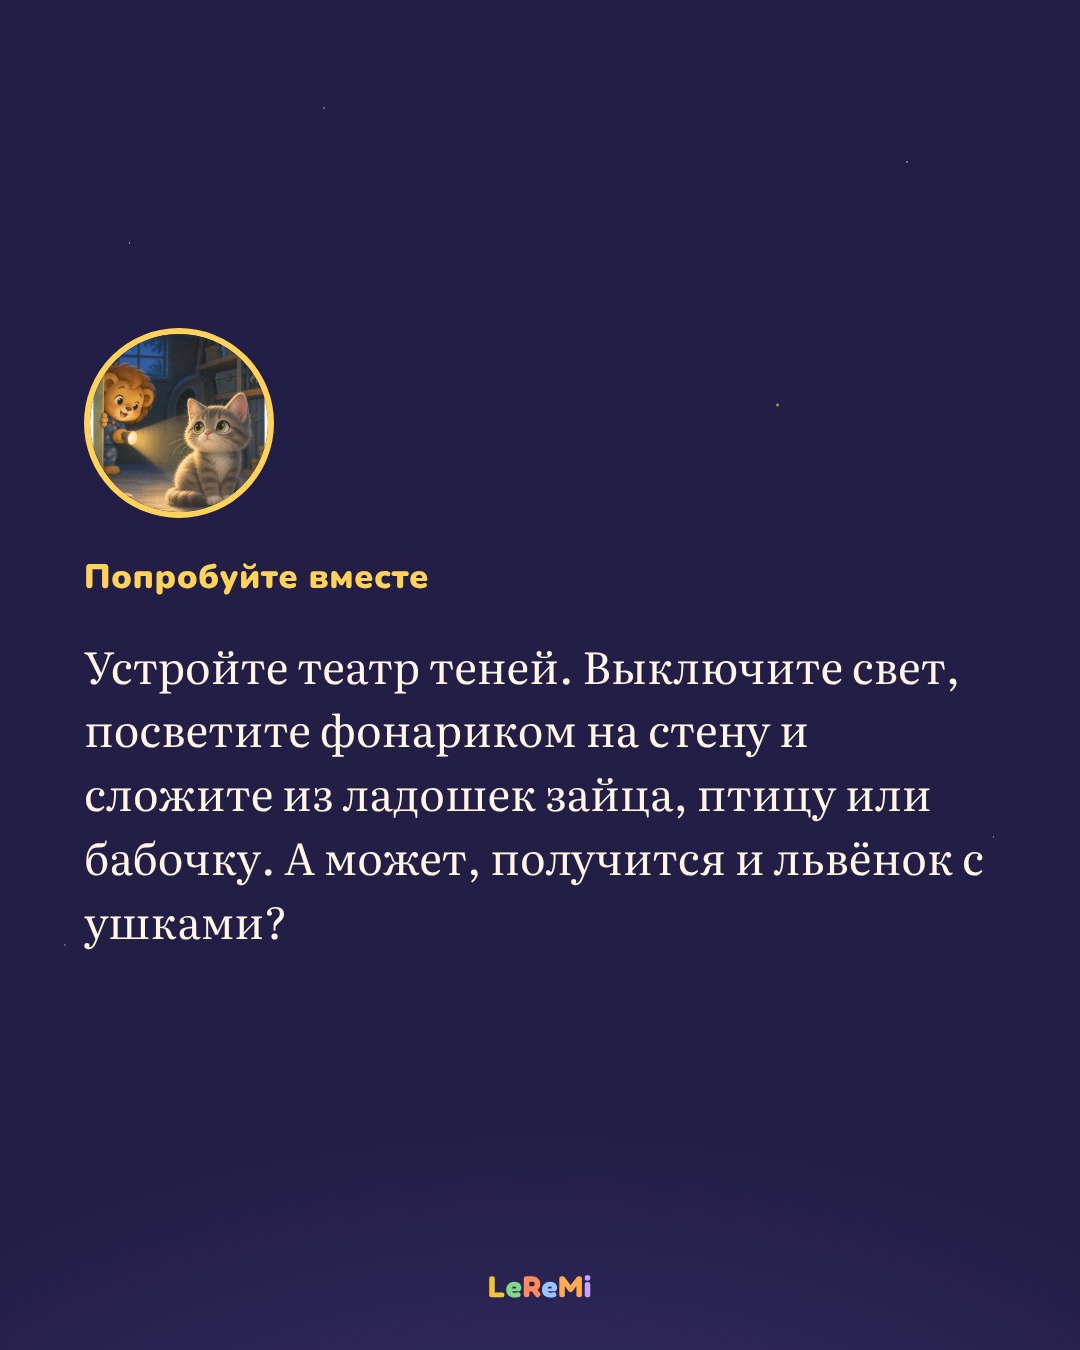 Попробуйте вместе
Устройте театр теней. Выключите свет,
посветите фонариком на стену и
сложите из ладошек зайца, птицу или
бабочку. А может, получится и львёнок с
ушками?
LeReMi